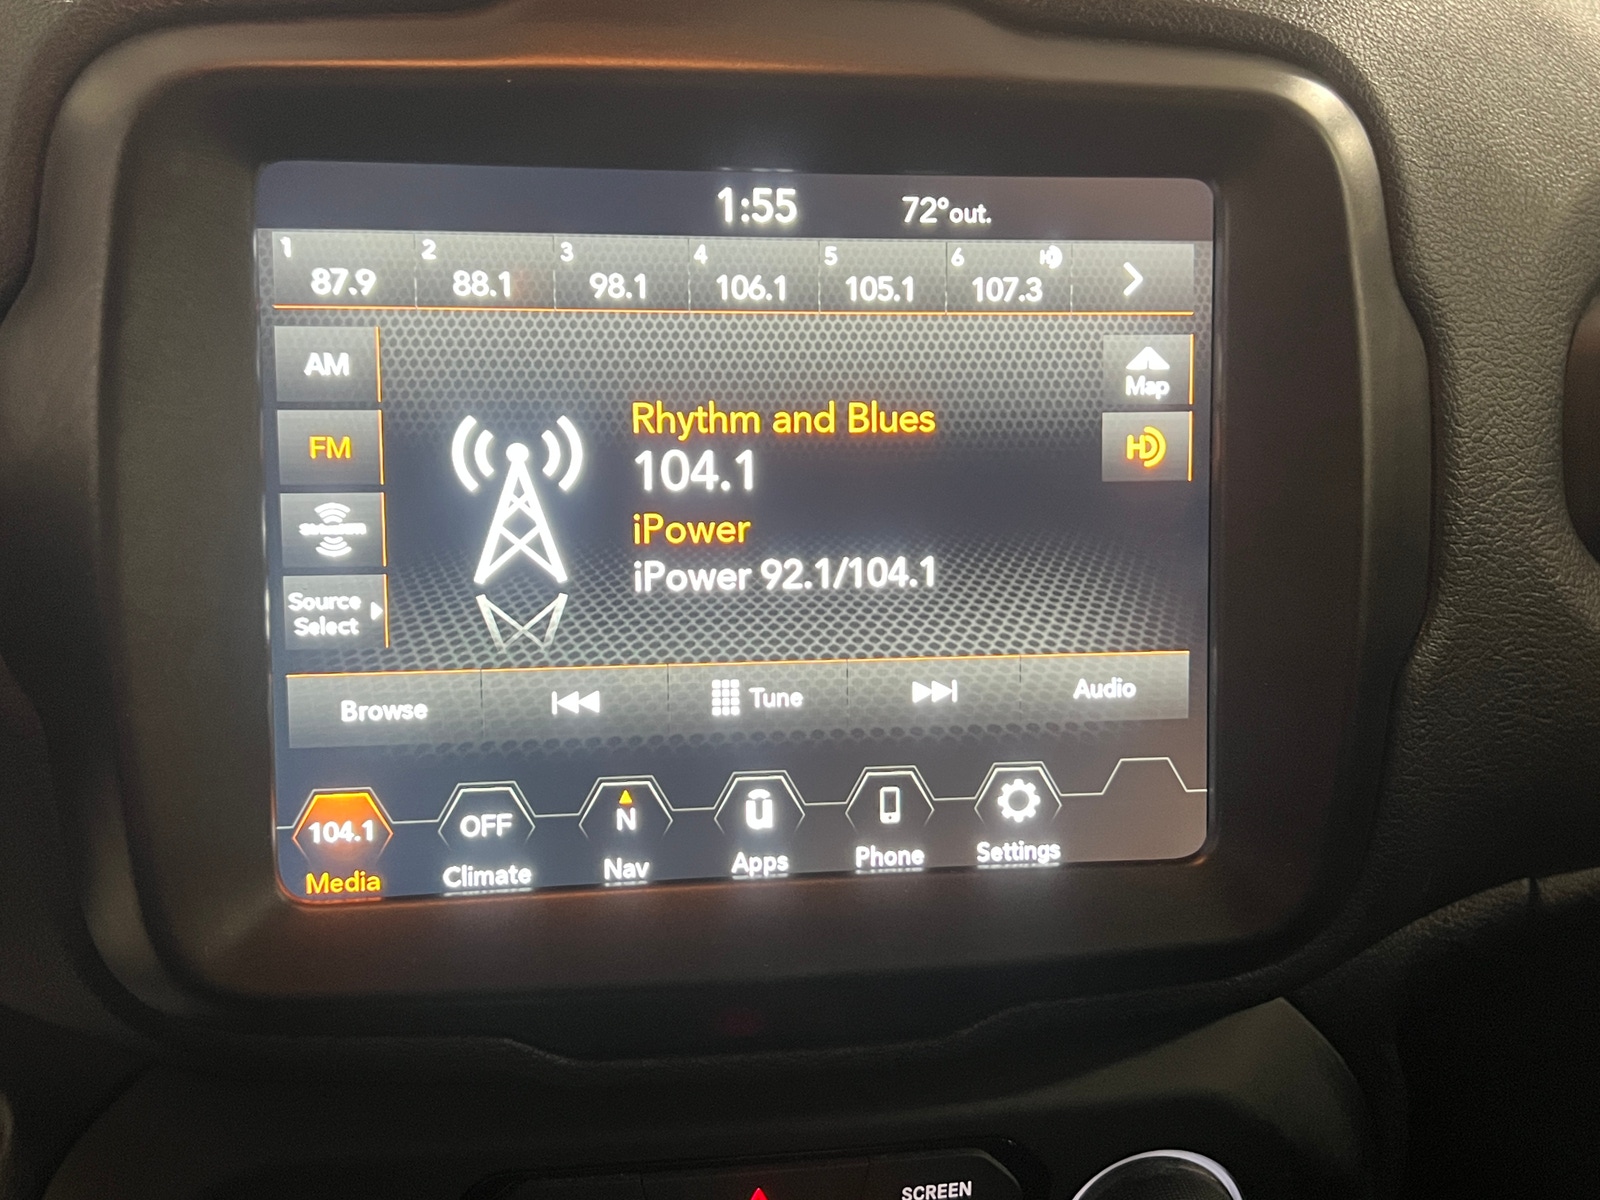 1:55 72°out.
1 2 3 4 5 6 HD
87.9 88.1 98.1 106.1 105.1 107.3
AM
Map
Rhythm and Blues
FM
104.1
HD
iPower
iPower 92.1/104.1
Source
Select
Browse Tune Audio
104.1 OFF N u
Media Climate Nav Apps Phone Settings
SCREEN